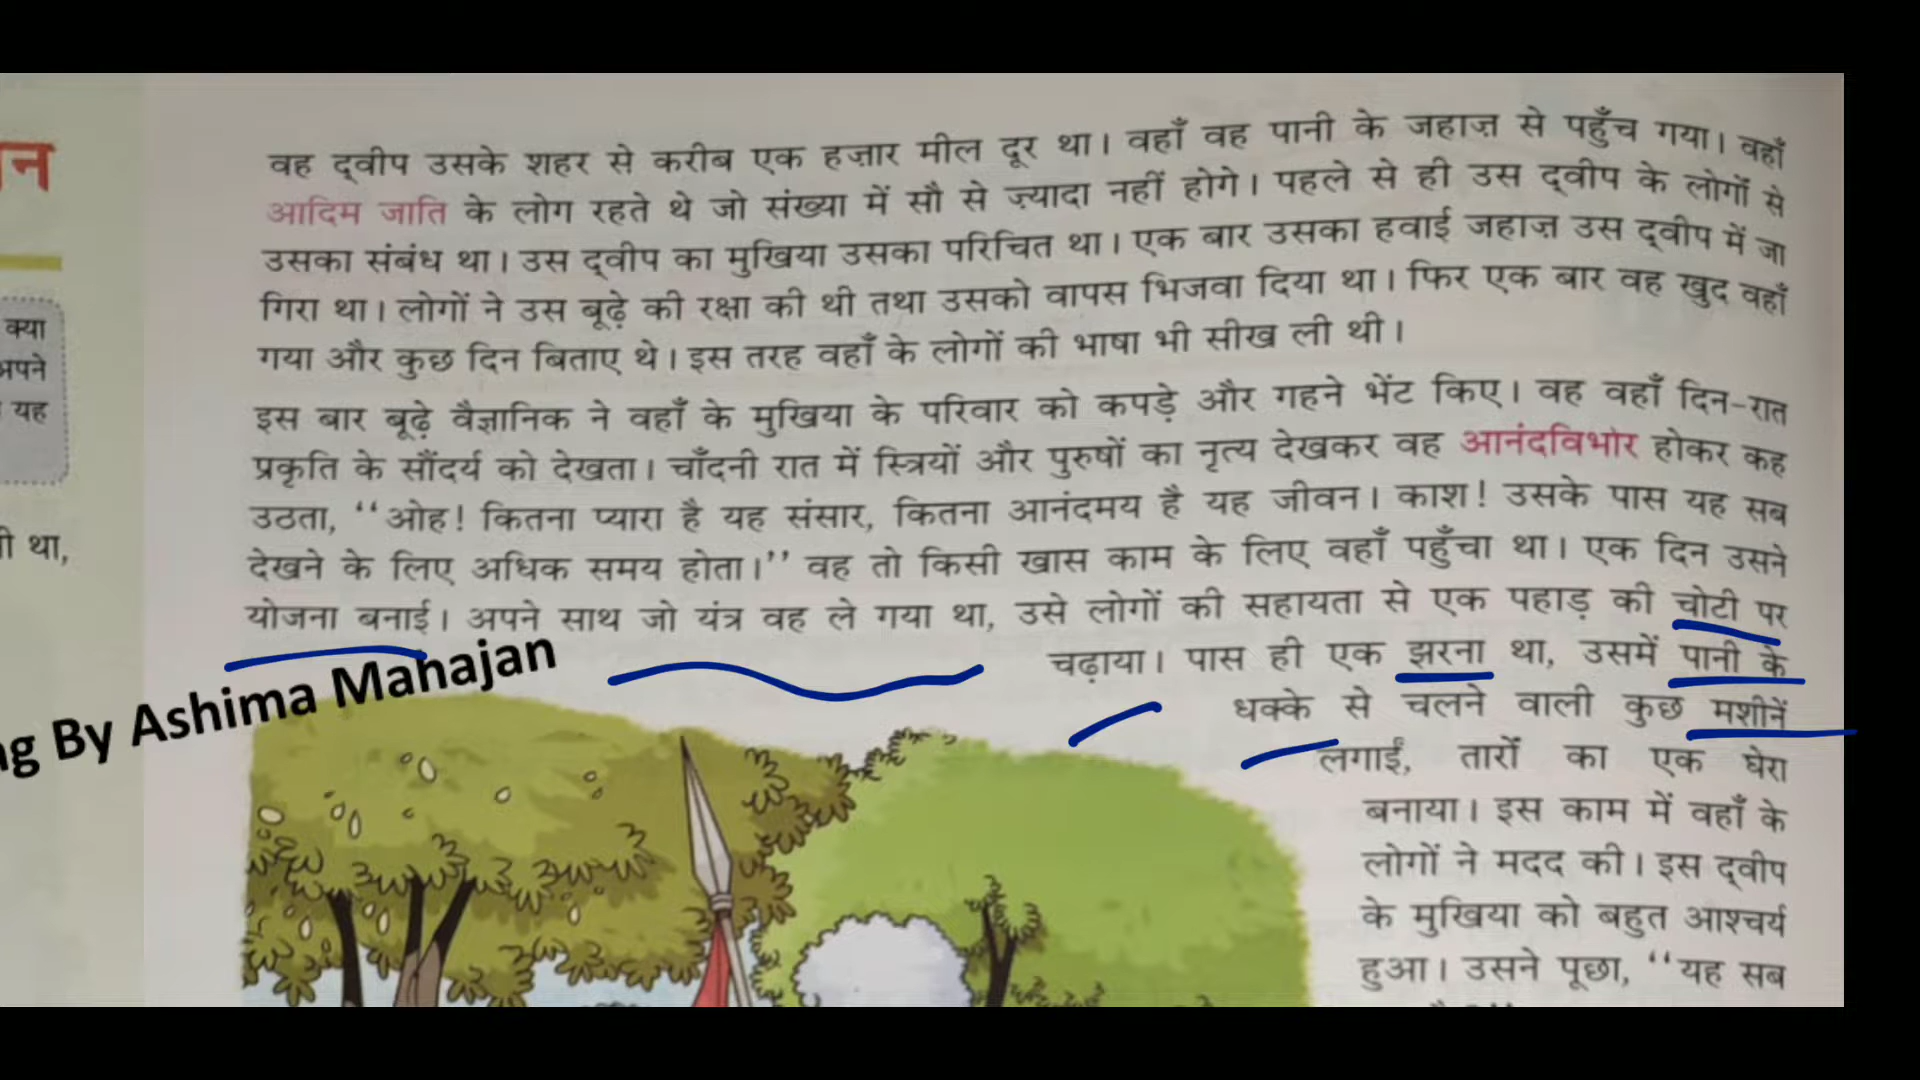 न
क्या
अपने
यह
ी था,
वह द्वीप उसके शहर से करीब एक हज़ार मील दूर था। वहाँ वह पानी के जहाज़ से पहुँच गया। वहाँ
आदिम जाति के लोग रहते थे जो संख्या में सौ से ज़्यादा नहीं होगे। पहले से ही उस द्वीप के लोगों से
उसका संबंध था। उस द्वीप का मुखिया उसका परिचित था। एक बार उसका हवाई जहाज़ उस द्वीप में जा
गिरा था। लोगों ने उस बूढ़े की रक्षा की थी तथा उसको वापस भिजवा दिया था। फिर एक बार वह खुद वहाँ
गया और कुछ दिन बिताए थे। इस तरह वहाँ के लोगों की भाषा भी सीख ली थी।
इस बार बूढ़े वैज्ञानिक ने वहाँ के मुखिया के परिवार को कपड़े और गहने भेंट किए। वह वहाँ दिन-रात
प्रकृति के सौंदर्य को देखता। चाँदनी रात में स्त्रियों और पुरुषों का नृत्य देखकर वह आनंदविभोर होकर कह
उठता, ‘‘ओह! कितना प्यारा है यह संसार, कितना आनंदमय है यह जीवन। काश! उसके पास यह सब
देखने के लिए अधिक समय होता।’’ वह तो किसी खास काम के लिए वहाँ पहुँचा था। एक दिन उसने
योजना बनाई। अपने साथ जो यंत्र वह ले गया था, उसे लोगों की सहायता से एक पहाड़ की चोटी पर
चढ़ाया। पास ही एक झरना था, उसमें पानी के
धक्के से चलने वाली कुछ मशीनें
लगाईं, तारों का एक घेरा
बनाया। इस काम में वहाँ के
लोगों ने मदद की। इस द्वीप
के मुखिया को बहुत आश्चर्य
हुआ। उसने पूछा, ‘‘यह सब
ng By Ashima Mahajan